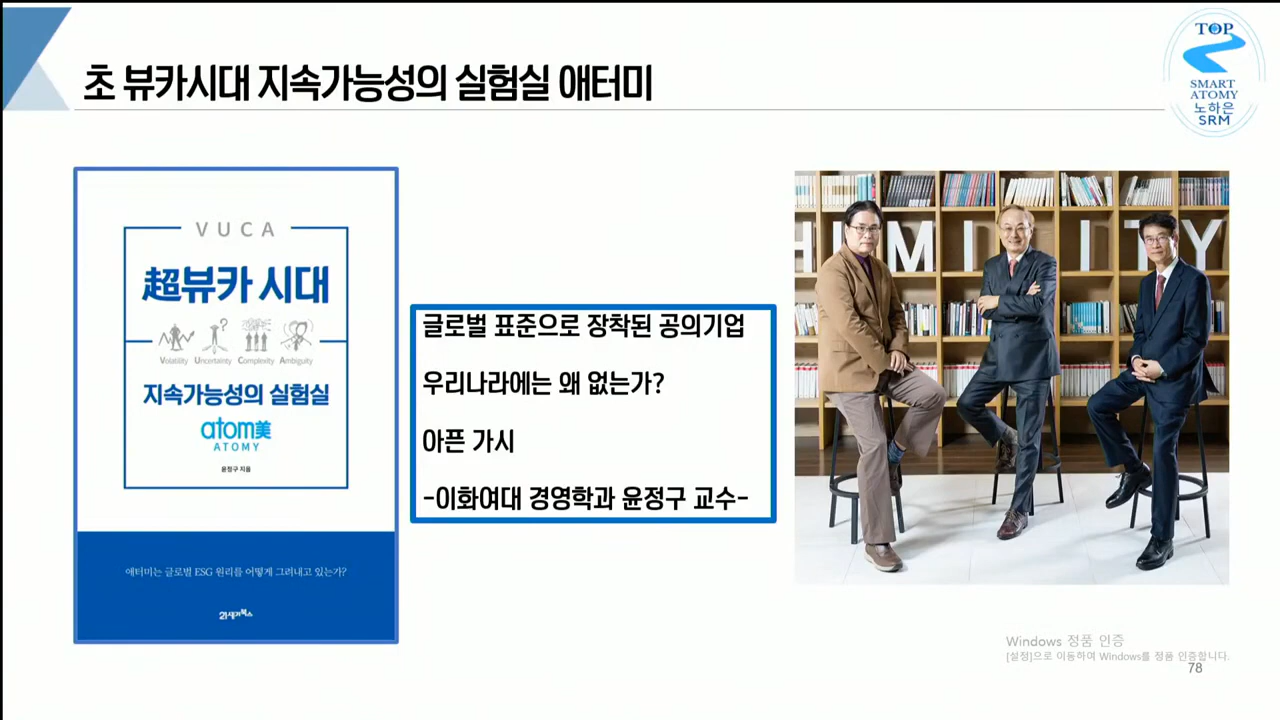 초 뷰카시대 지속가능성의 실험실 애터미
TOP
SMART
ATOMY
노하은
SRM
VUCA
超뷰카 시대
Volatility Uncertainty Complexity Ambiguity
지속가능성의 실험실
atom美
ATOMY
윤정구 지음
애터미는 글로벌 ESG 원리를 어떻게 그려내고 있는가?
21세기북스
글로벌 표준으로 장착된 공의기업
우리나라에는 왜 없는가?
아픈 가시
-이화여대 경영학과 윤정구 교수-
HUMILITY
Windows 정품 인증
[설정]으로 이동하여 Windows를 정품 인증합니다.
78